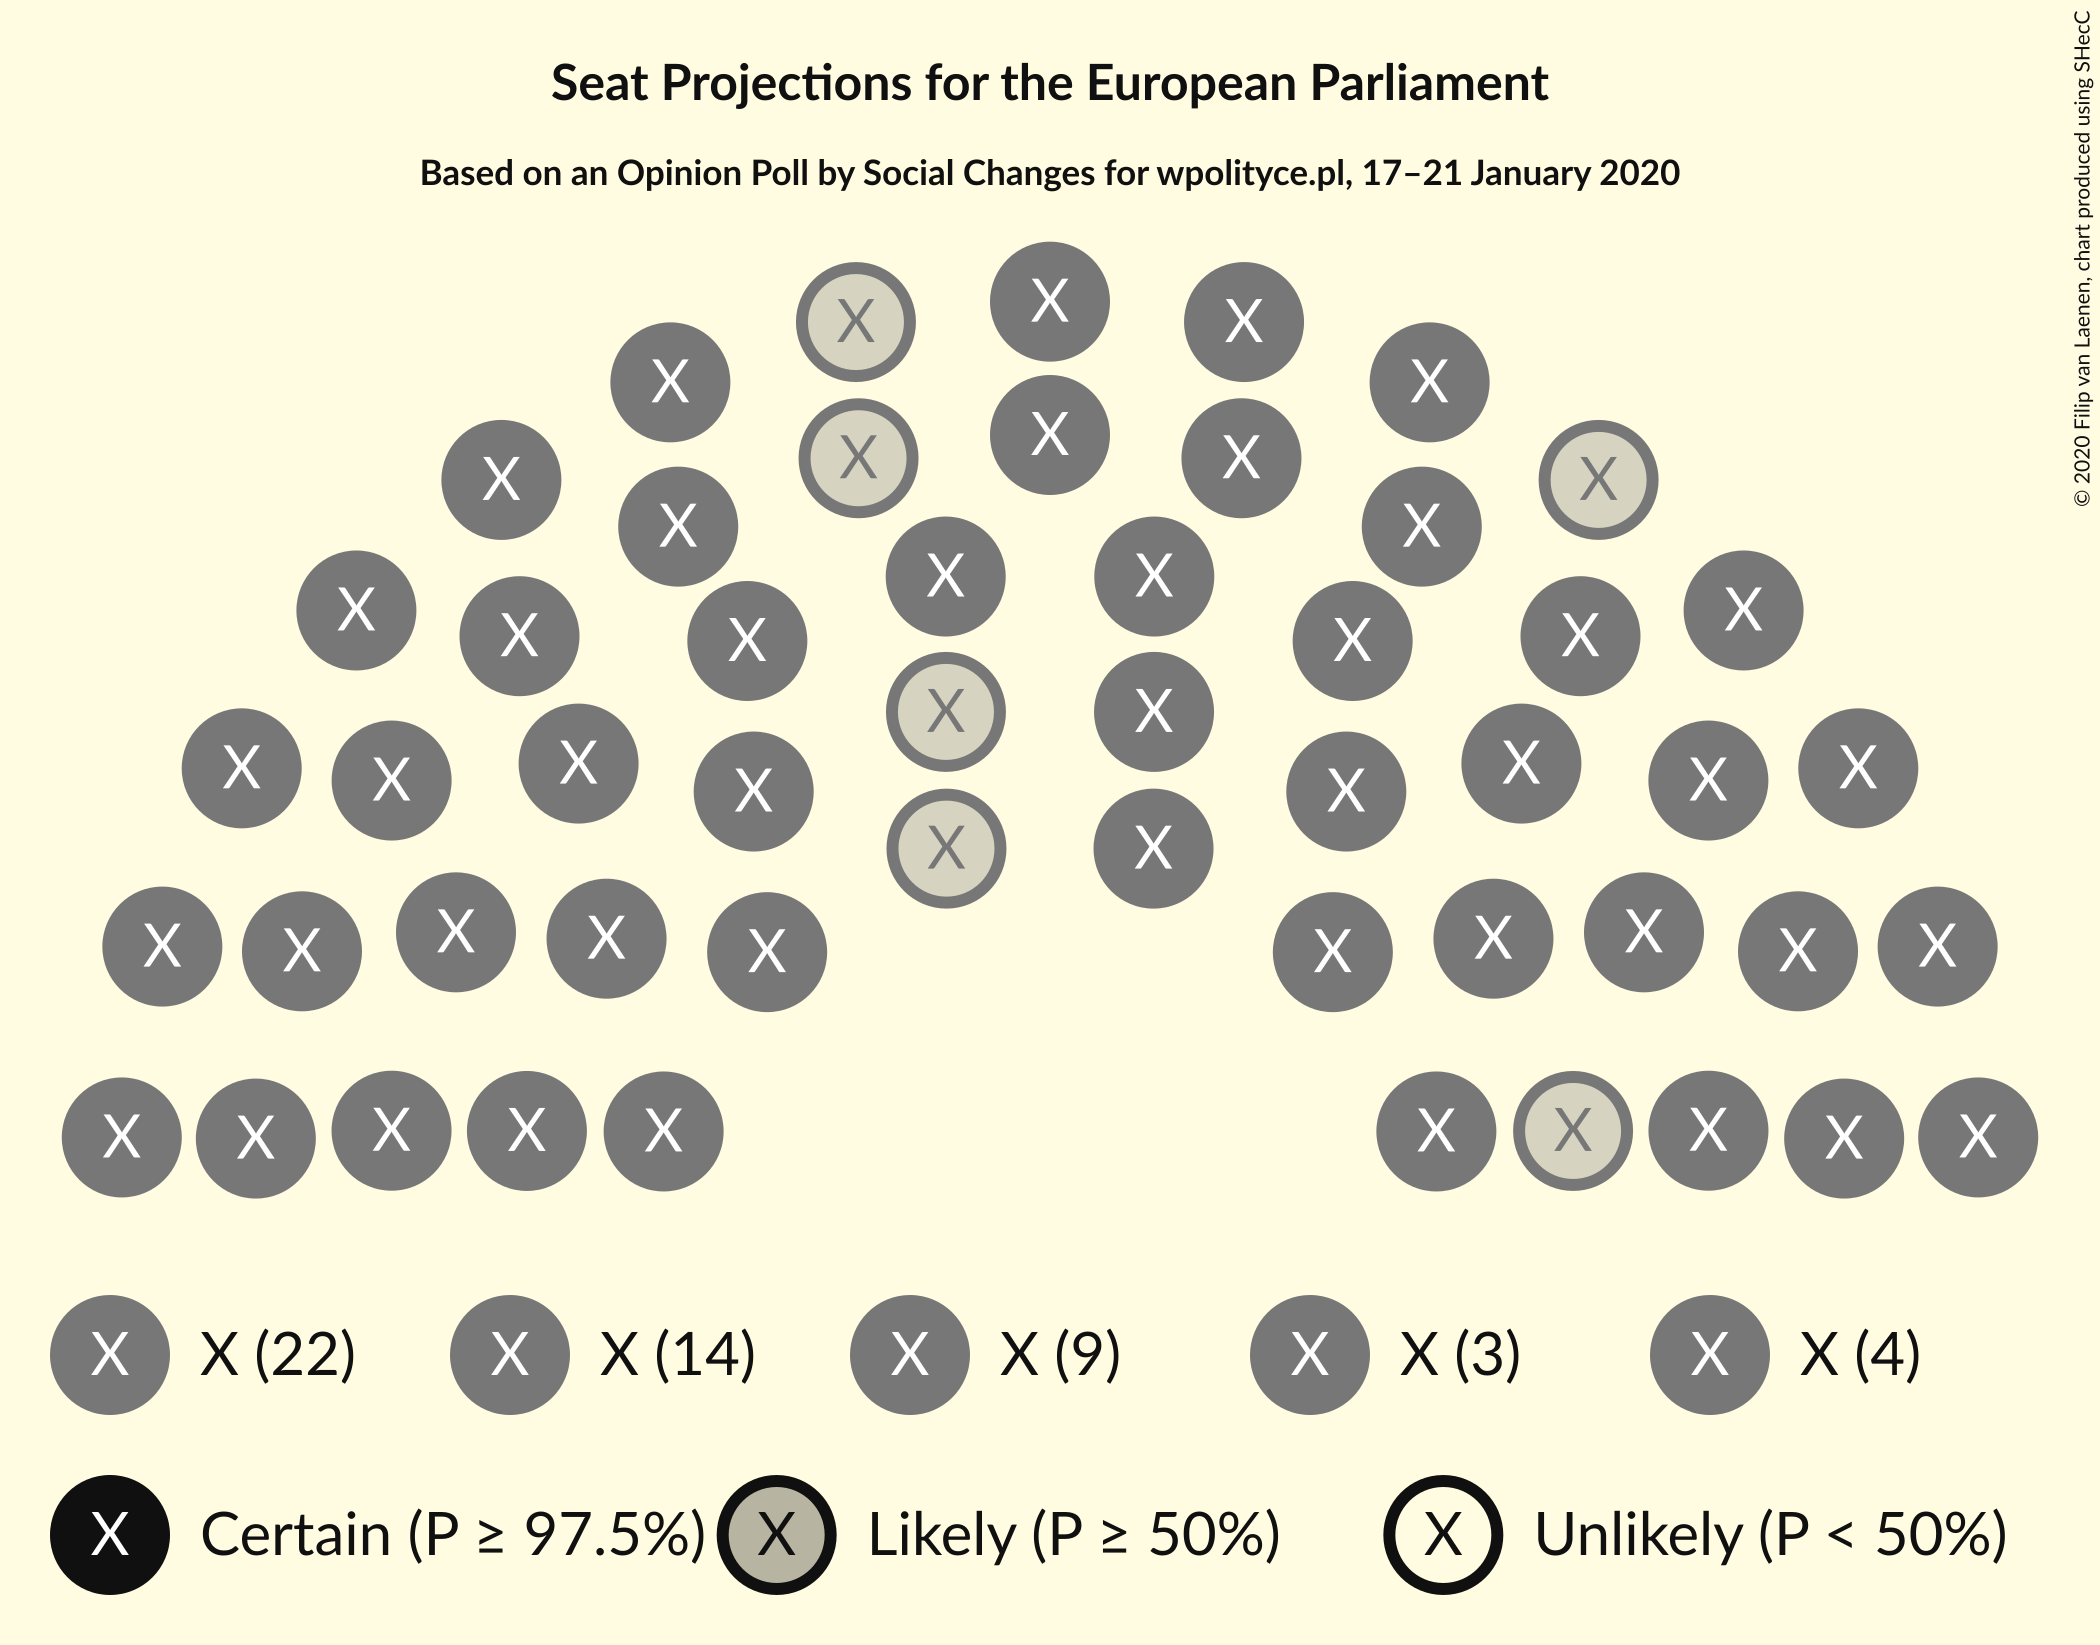 Seat Projections for the European Parliament
Based on an Opinion Poll by Social Changes for wpolityce.pl, 17–21 January 2020
© 2020 Filip van Laenen, chart produced using SHecC
X X X
X X
X X X
X X
X X X
X X
X X X
X X X X
X X
X X X X
X X X X
X X
X X
X X X X
X X X X
X X X X
X X X X X X
X X X X X X
X X X X X X
X X (22) X X (14) X X (9) X X (3) X X (4)
X Certain (P ≥ 97.5%) X Likely (P ≥ 50%) X Unlikely (P < 50%)